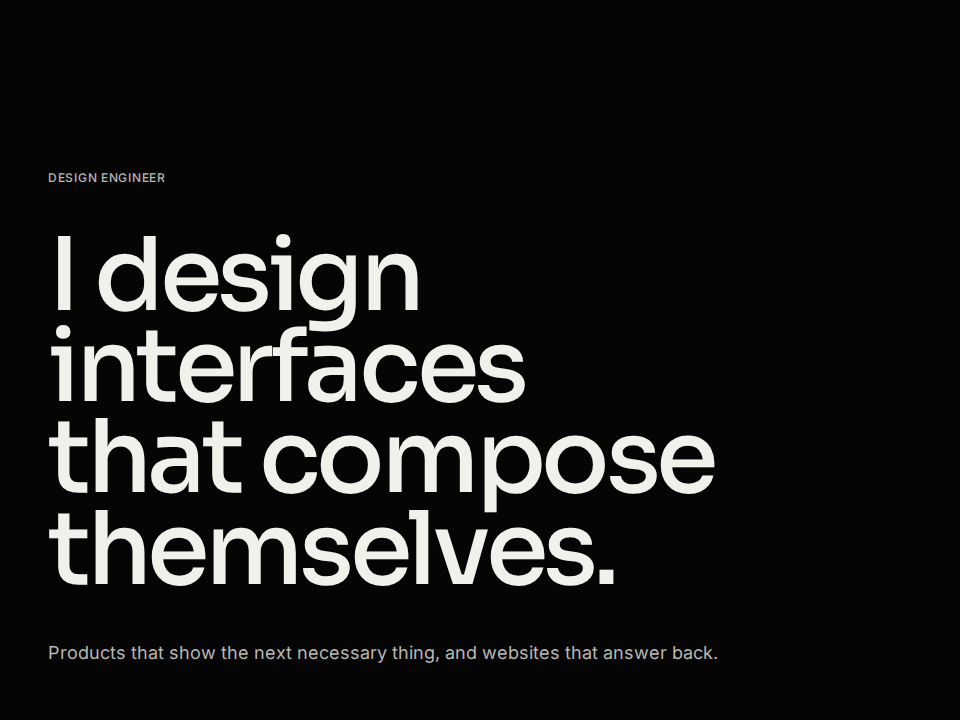 DESIGN ENGINEER
I design
interfaces
that compose
themselves.
Products that show the next necessary thing, and websites that answer back.